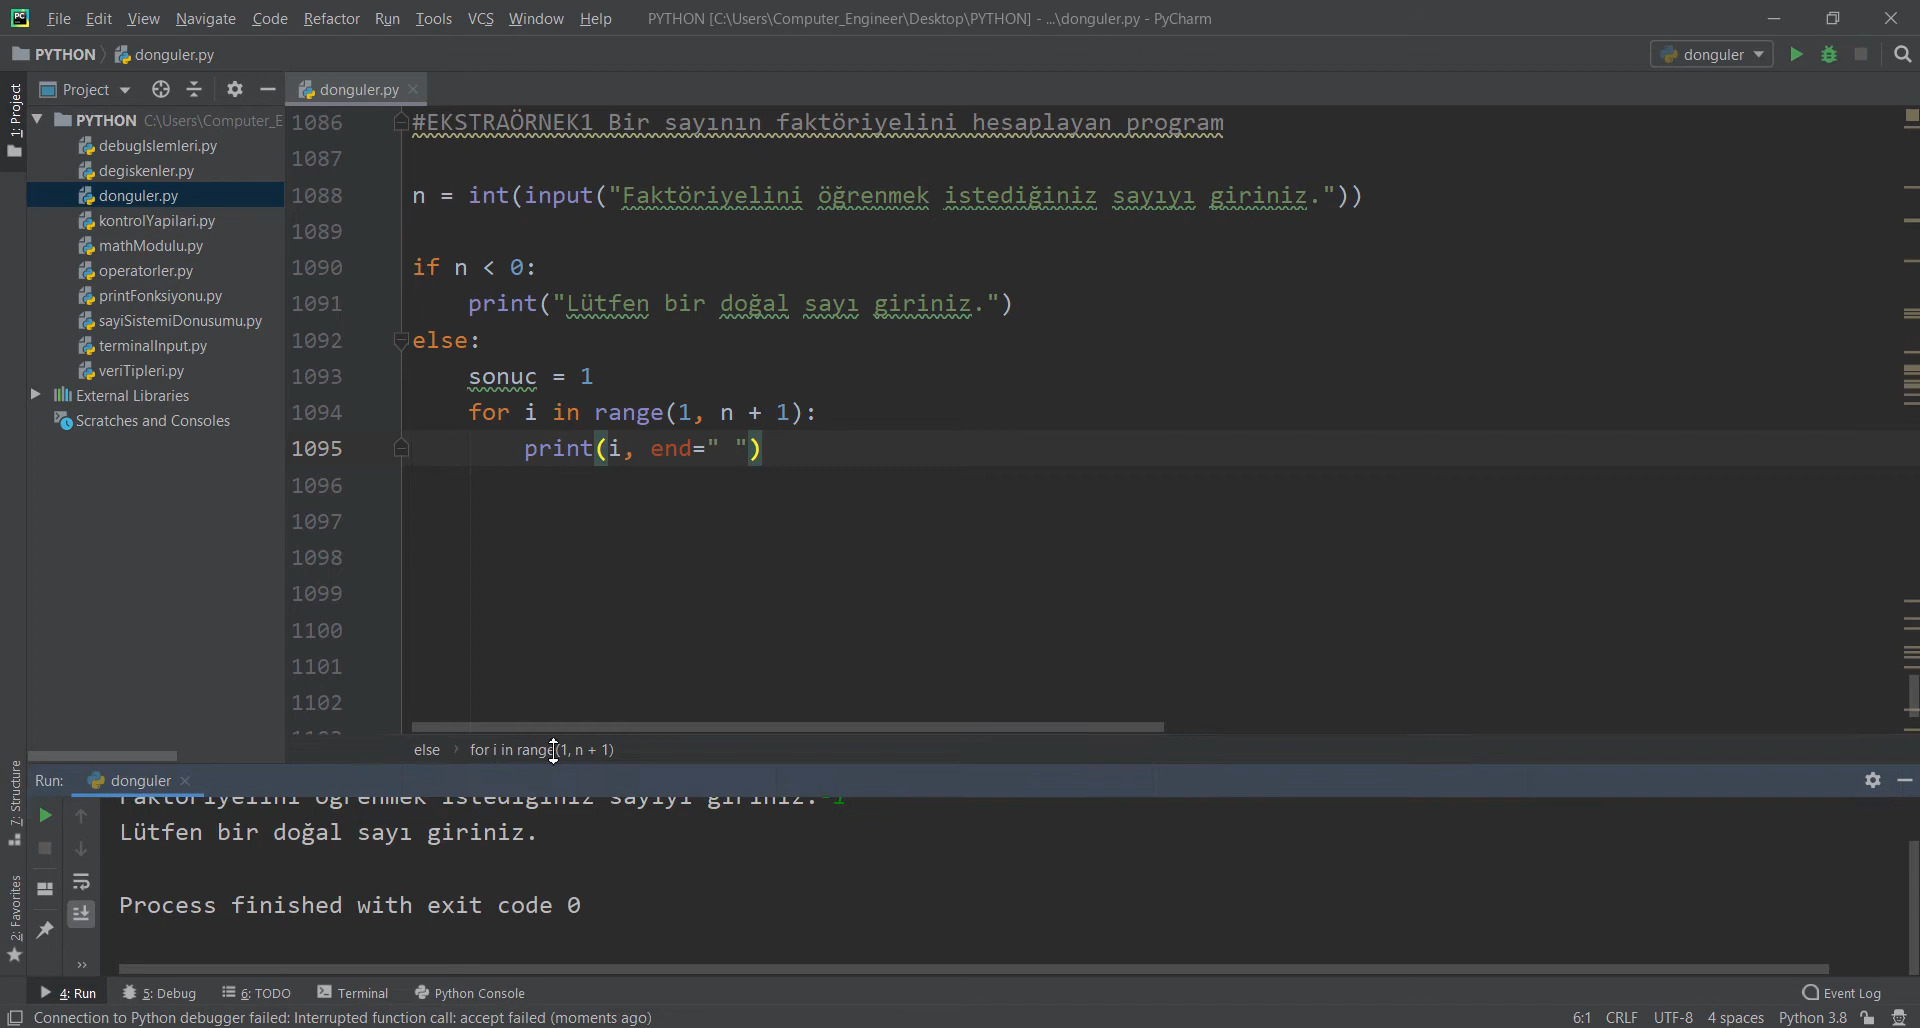 File Edit View Navigate Code Refactor Run Tools VCS Window Help PYTHON [C:\Users\Computer_Engineer\Desktop\PYTHON] - ...\donguler.py - PyCharm
PYTHON donguler.py donguler
1: Project
Project donguler.py
PYTHON C:\Users\Computer_E
debugIslemleri.py
degiskenler.py
donguler.py
kontrolYapilari.py
mathModulu.py
operatorler.py
printFonksiyonu.py
sayiSistemiDonusumu.py
terminalInput.py
veriTipleri.py
External Libraries
Scratches and Consoles
1086 #EKSTRAÖRNEK1 Bir sayının faktöriyelini hesaplayan program
1087
1088 n = int(input("Faktöriyelini öğrenmek istediğiniz sayıyı giriniz."))
1089
1090 if n < 0:
1091 print("Lütfen bir doğal sayı giriniz.")
1092 else:
1093 sonuc = 1
1094 for i in range(1, n + 1):
1095 print(i, end=" ")
1096
1097
1098
1099
1100
1101
1102
1103
else for i in range(1, n + 1)
7: Structure
2: Favorites
Run: donguler
Faktöriyelini öğrenmek istediğiniz sayıyı giriniz.-1
Lütfen bir doğal sayı giriniz.
Process finished with exit code 0
4: Run 5: Debug 6: TODO Terminal Python Console Event Log
Connection to Python debugger failed: Interrupted function call: accept failed (moments ago) 6:1 CRLF UTF-8 4 spaces Python 3.8